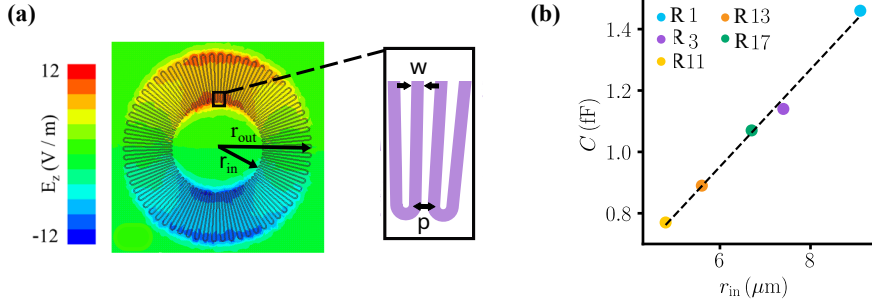 (a)
12
E_z (V / m)
-12
r_out
r_in
w
p
(b)
R 1
R 3
R11
R 13
R 17
1.4
1.2
1.0
0.8
C (fF)
6
8
r_in (μm)